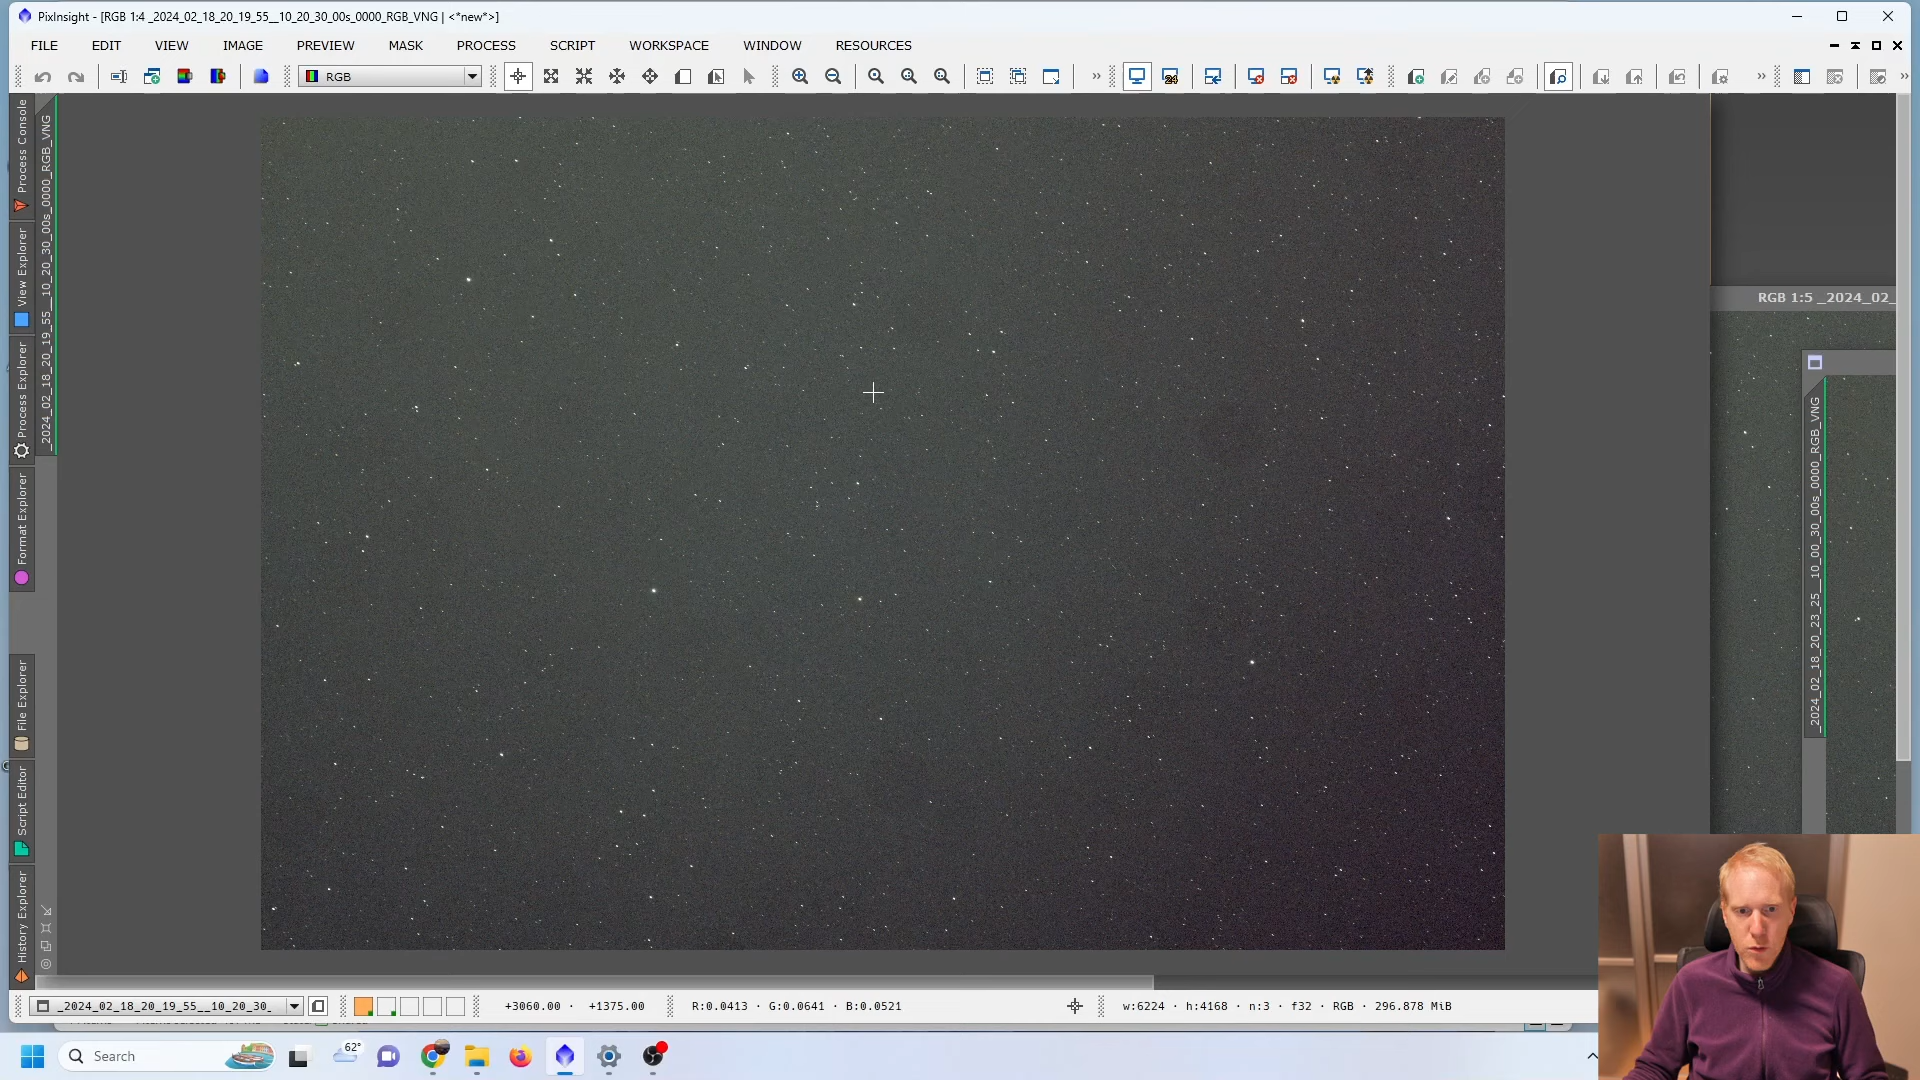 PixInsight - [RGB 1:4 _2024_02_18_20_19_55__10_20_30_00s_0000_RGB_VNG | <*new*>]
FILE EDIT VIEW IMAGE PREVIEW MASK PROCESS SCRIPT WORKSPACE WINDOW RESOURCES
RGB
24
Process Console
View Explorer
Process Explorer
Format Explorer
File Explorer
Script Editor
History Explorer
_2024_02_18_20_19_55__10_20_30_00s_0000_RGB_VNG
RGB 1:5 _2024_02_
_2024_02_18_20_23_25__10_00_30_00s_0000_RGB_VNG
_2024_02_18_20_19_55__10_20_30_
+3060.00 · +1375.00
R:0.0413 · G:0.0641 · B:0.0521
w:6224 · h:4168 · n:3 · f32 · RGB · 296.878 MiB
Search
62°